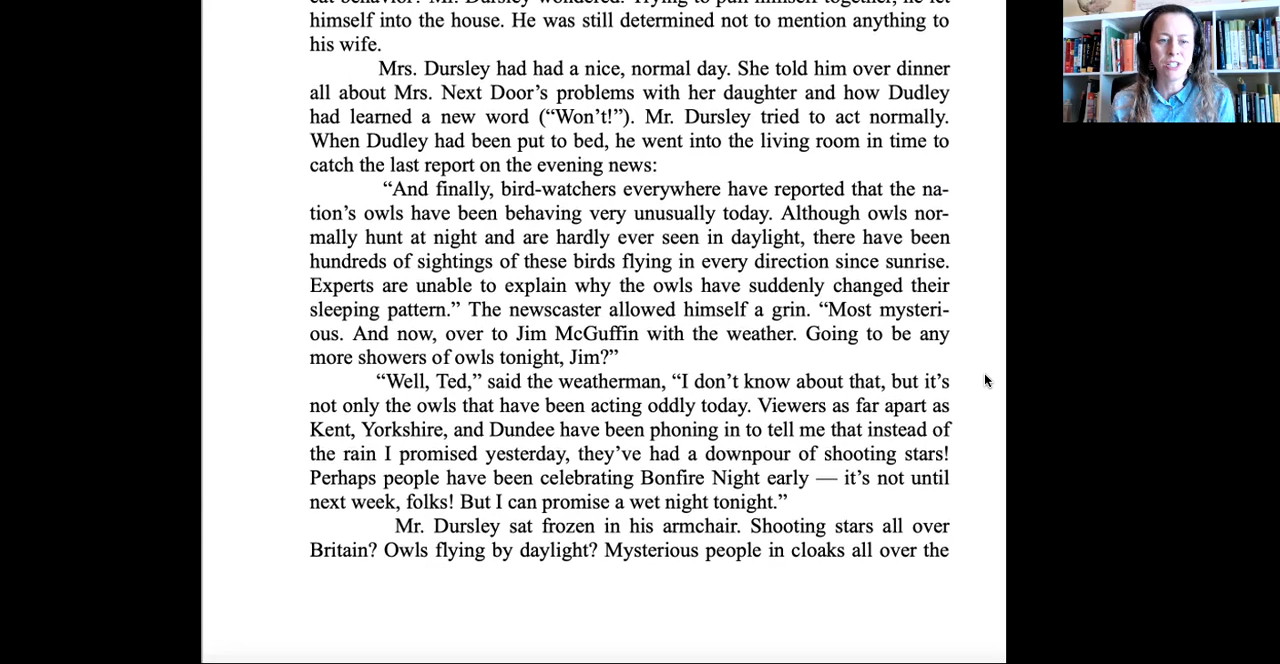 cat behavior? Mr. Dursley wondered. Trying to pull himself together, he let
himself into the house. He was still determined not to mention anything to
his wife.
Mrs. Dursley had had a nice, normal day. She told him over dinner
all about Mrs. Next Door’s problems with her daughter and how Dudley
had learned a new word (“Won’t!”). Mr. Dursley tried to act normally.
When Dudley had been put to bed, he went into the living room in time to
catch the last report on the evening news:
“And finally, bird-watchers everywhere have reported that the na-
tion’s owls have been behaving very unusually today. Although owls nor-
mally hunt at night and are hardly ever seen in daylight, there have been
hundreds of sightings of these birds flying in every direction since sunrise.
Experts are unable to explain why the owls have suddenly changed their
sleeping pattern.” The newscaster allowed himself a grin. “Most mysteri-
ous. And now, over to Jim McGuffin with the weather. Going to be any
more showers of owls tonight, Jim?”
“Well, Ted,” said the weatherman, “I don’t know about that, but it’s
not only the owls that have been acting oddly today. Viewers as far apart as
Kent, Yorkshire, and Dundee have been phoning in to tell me that instead of
the rain I promised yesterday, they’ve had a downpour of shooting stars!
Perhaps people have been celebrating Bonfire Night early — it’s not until
next week, folks! But I can promise a wet night tonight.”
Mr. Dursley sat frozen in his armchair. Shooting stars all over
Britain? Owls flying by daylight? Mysterious people in cloaks all over the